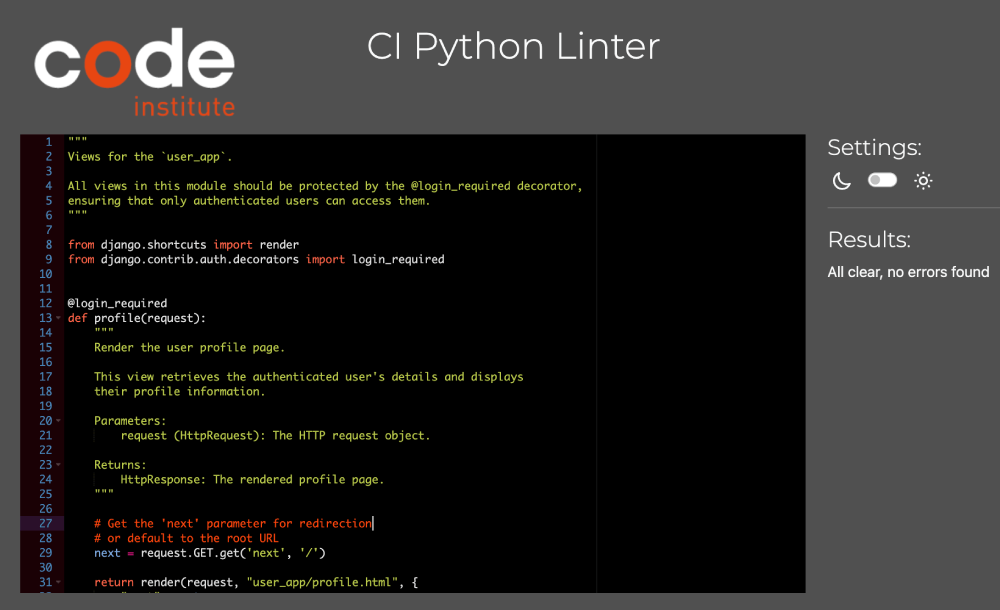 code
institute
CI Python Linter
1 """
2 Views for the `user_app`.
3
4 All views in this module should be protected by the @login_required decorator,
5 ensuring that only authenticated users can access them.
6 """
7
8 from django.shortcuts import render
9 from django.contrib.auth.decorators import login_required
10
11
12 @login_required
13 def profile(request):
14     """
15     Render the user profile page.
16
17     This view retrieves the authenticated user's details and displays
18     their profile information.
19
20     Parameters:
21         request (HttpRequest): The HTTP request object.
22
23     Returns:
24         HttpResponse: The rendered profile page.
25     """
26
27     # Get the 'next' parameter for redirection
28     # or default to the root URL
29     next = request.GET.get('next', '/')
30
31     return render(request, "user_app/profile.html", {
Settings:
Results:
All clear, no errors found